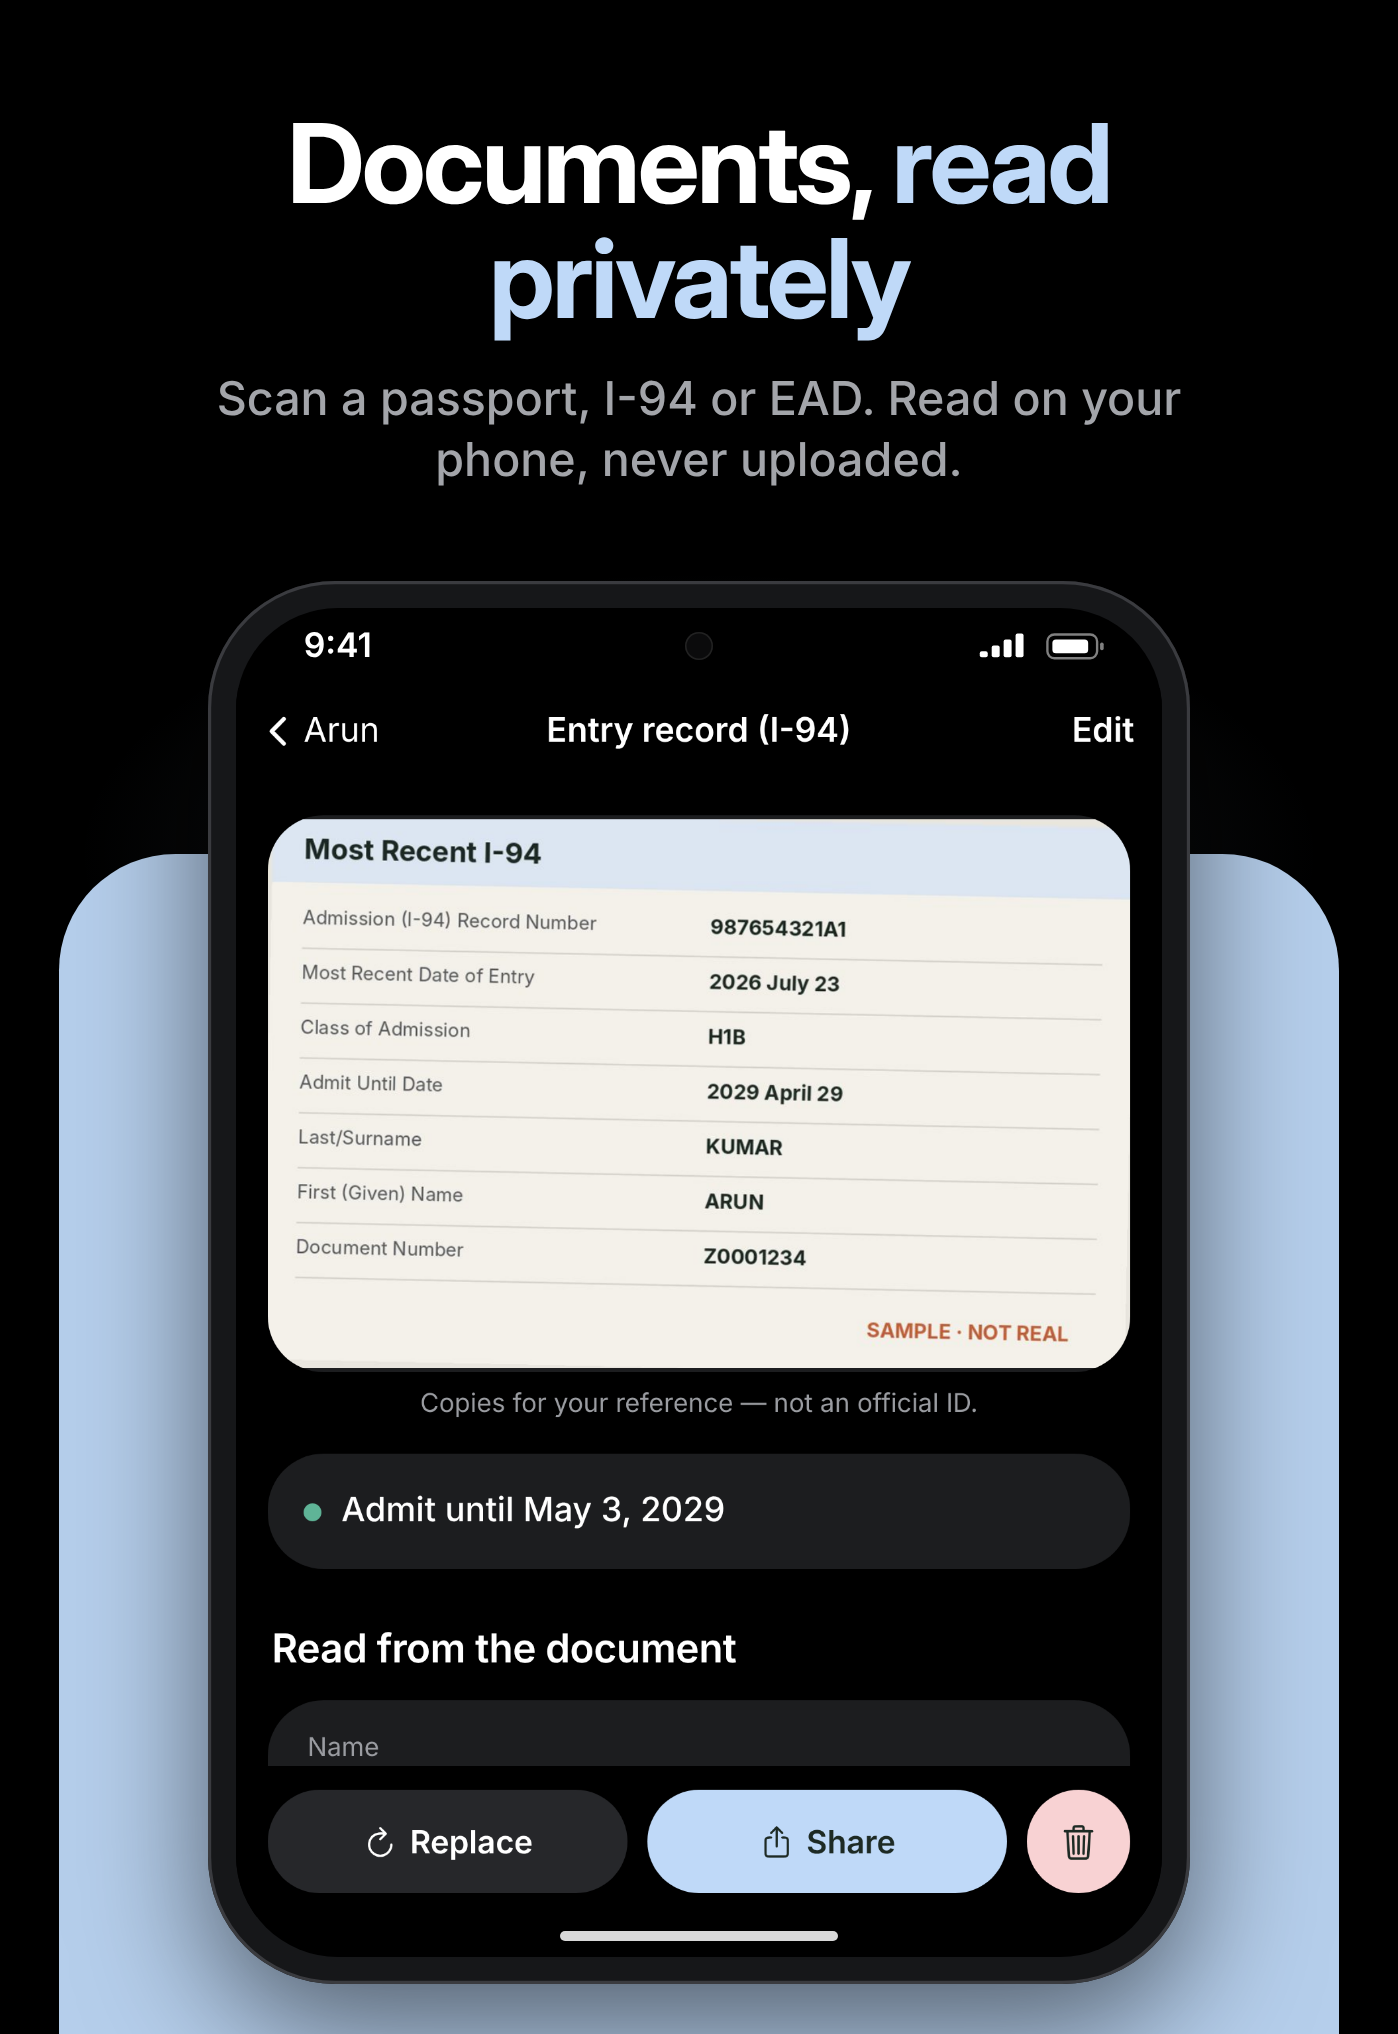 Documents, read
privately
Scan a passport, I-94 or EAD. Read on your
phone, never uploaded.
9:41
Arun
Entry record (I-94)
Edit
Most Recent I-94
Admission (I-94) Record Number 987654321A1
Most Recent Date of Entry 2026 July 23
Class of Admission H1B
Admit Until Date 2029 April 29
Last/Surname KUMAR
First (Given) Name ARUN
Document Number Z0001234
SAMPLE · NOT REAL
Copies for your reference — not an official ID.
Admit until May 3, 2029
Read from the document
Name
Replace
Share